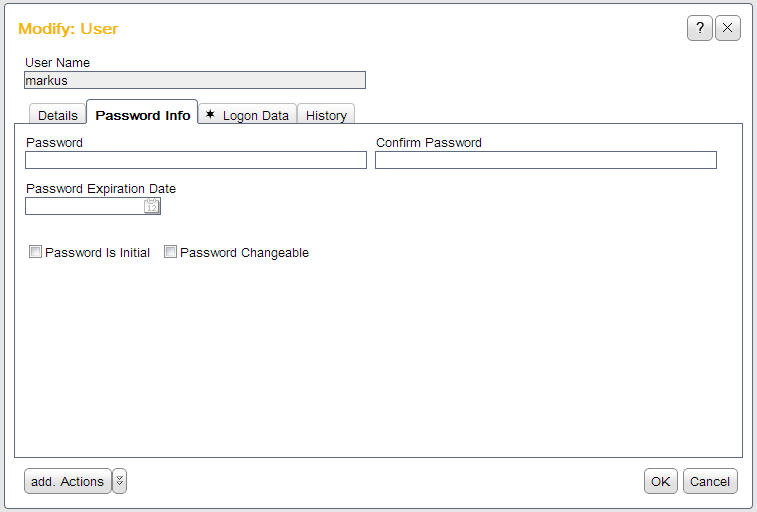 Modify: User
?
User Name
markus
Details Password Info Logon Data History
Password Confirm Password
Password Expiration Date
12
Password Is Initial Password Changeable
add. Actions OK Cancel